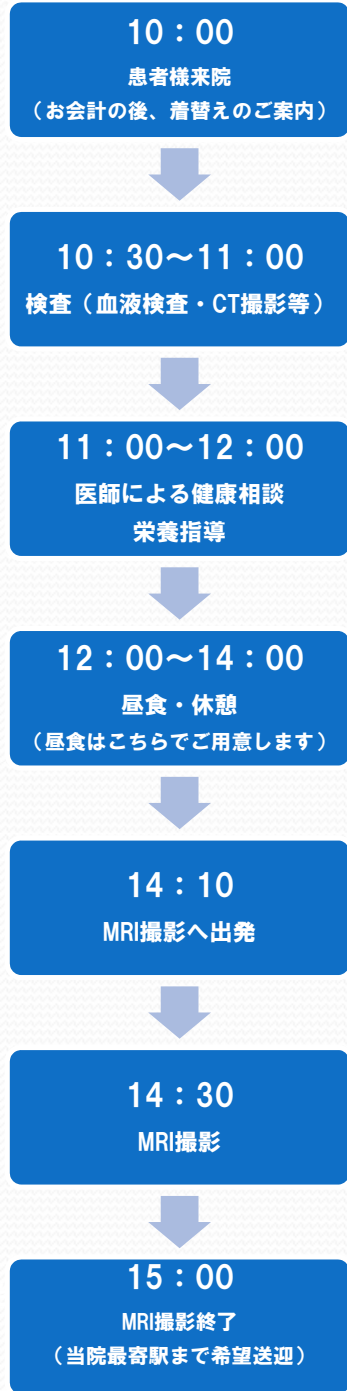 10：00
患者様来院
（お会計の後、着替えのご案内）
10：30～11：00
検査（血液検査・CT撮影等）
11：00～12：00
医師による健康相談
栄養指導
12：00～14：00
昼食・休憩
（昼食はこちらでご用意します）
14：10
MRI撮影へ出発
14：30
MRI撮影
15：00
MRI撮影終了
（当院最寄駅まで希望送迎）